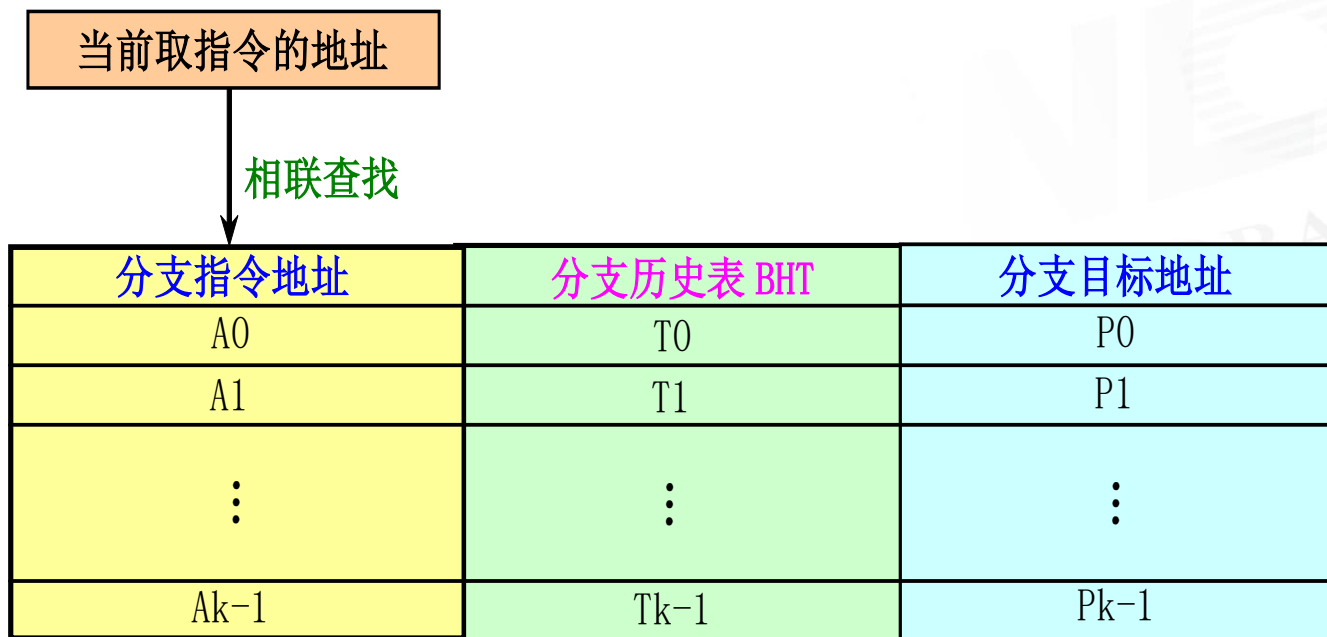 当前取指令的地址
相联查找
分支指令地址 分支历史表 BHT 分支目标地址
A0 T0 P0
A1 T1 P1
⋮ ⋮ ⋮
Ak-1 Tk-1 Pk-1